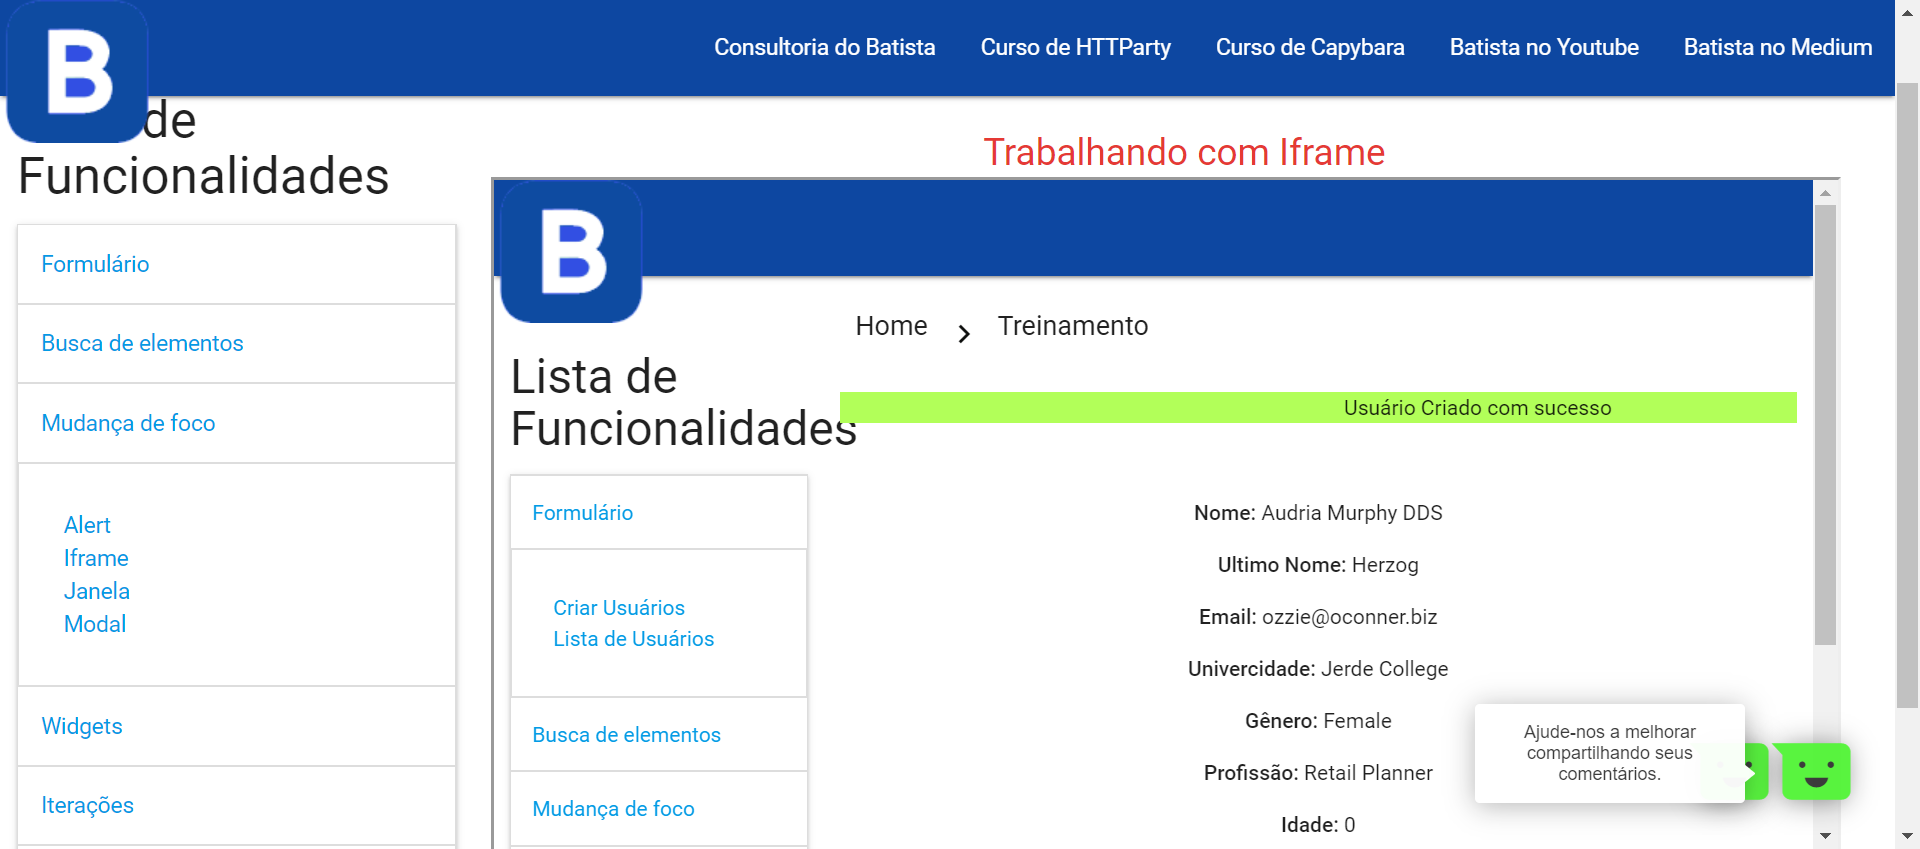 B
Consultoria do Batista
Curso de HTTParty
Curso de Capybara
Batista no Youtube
Batista no Medium
de
Funcionalidades
Formulário
Busca de elementos
Mudança de foco
Alert
Iframe
Janela
Modal
Widgets
Iterações
Trabalhando com Iframe
B
Home
Treinamento
Lista de
Funcionalidades
Usuário Criado com sucesso
Formulário
Criar Usuários
Lista de Usuários
Busca de elementos
Mudança de foco
Nome: Audria Murphy DDS
Ultimo Nome: Herzog
Email: ozzie@oconner.biz
Univercidade: Jerde College
Gênero: Female
Profissão: Retail Planner
Idade: 0
Ajude-nos a melhorar
compartilhando seus
comentários.